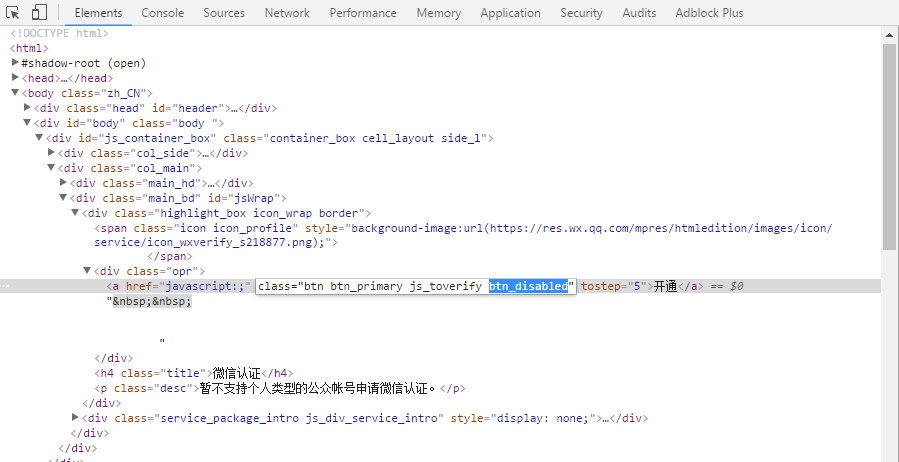 Elements Console Sources Network Performance Memory Application Security Audits Adblock Plus
<!DOCTYPE html>
<html>
#shadow-root (open)
<head>…</head>
<body class="zh_CN">
<div class="head" id="header">…</div>
<div id="body" class="body ">
<div id="js_container_box" class="container_box cell_layout side_l">
<div class="col_side">…</div>
<div class="col_main">
<div class="main_hd">…</div>
<div class="main_bd" id="jsWrap">
<div class="highlight_box icon_wrap border">
<span class="icon icon_profile" style="background-image:url(https://res.wx.qq.com/mpres/htmledition/images/icon/
service/icon_wxverify_s218877.png);">
</span>
<div class="opr">
<a href="javascript:;" class="btn btn_primary js_toverify btn_disabled" tostep="5">开通</a> == $0
"&nbsp;&nbsp;
"
</div>
<h4 class="title">微信认证</h4>
<p class="desc">暂不支持个人类型的公众帐号申请微信认证。</p>
</div>
<div class="service_package_intro js_div_service_intro" style="display: none;">…</div>
</div>
</div>